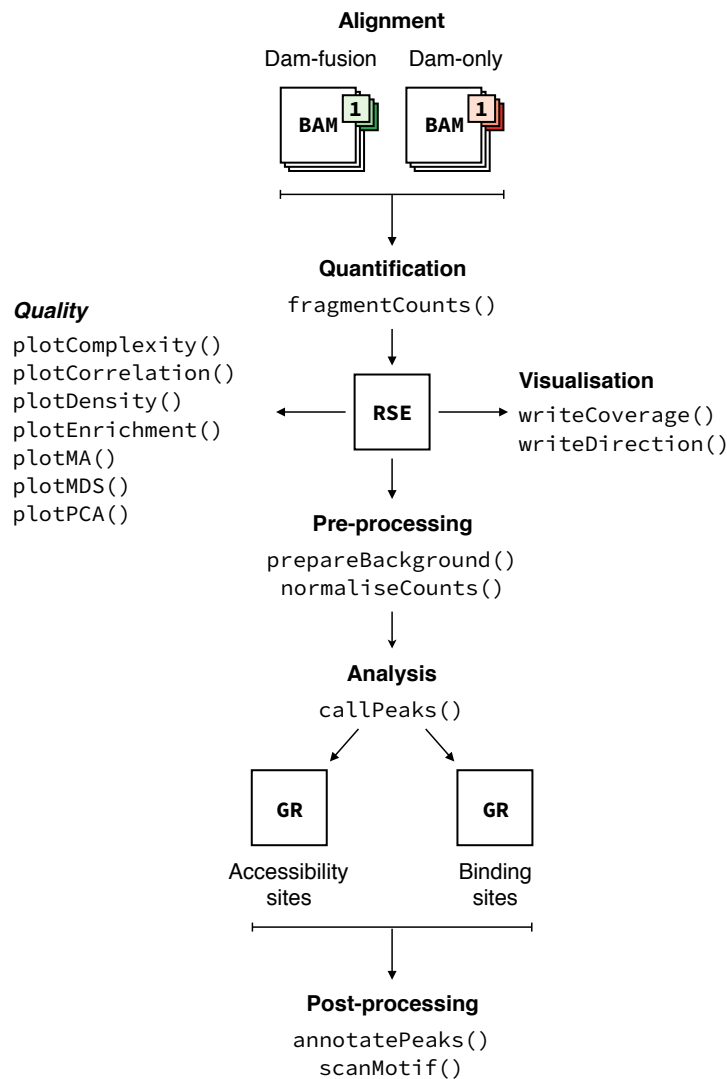 Alignment
Dam-fusion Dam-only
1 1
BAM BAM
Quantification
fragmentCounts()
Quality
plotComplexity()
plotCorrelation()
plotDensity()
plotEnrichment()
plotMA()
plotMDS()
plotPCA()
RSE
Visualisation
writeCoverage()
writeDirection()
Pre-processing
prepareBackground()
normaliseCounts()
Analysis
callPeaks()
GR GR
Accessibility Binding
sites sites
Post-processing
annotatePeaks()
scanMotif()